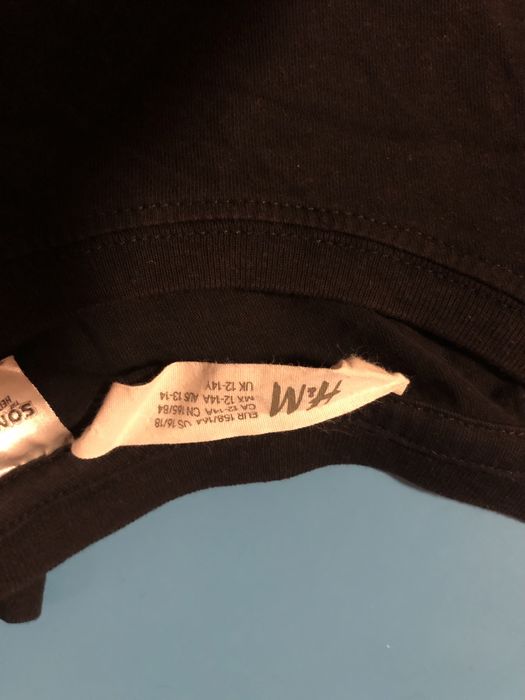 H&M
EUR 158/164 US 16/18
CA 12-14A CN 165/84
MX 12-14A AUS 13-14
UK 12-14Y